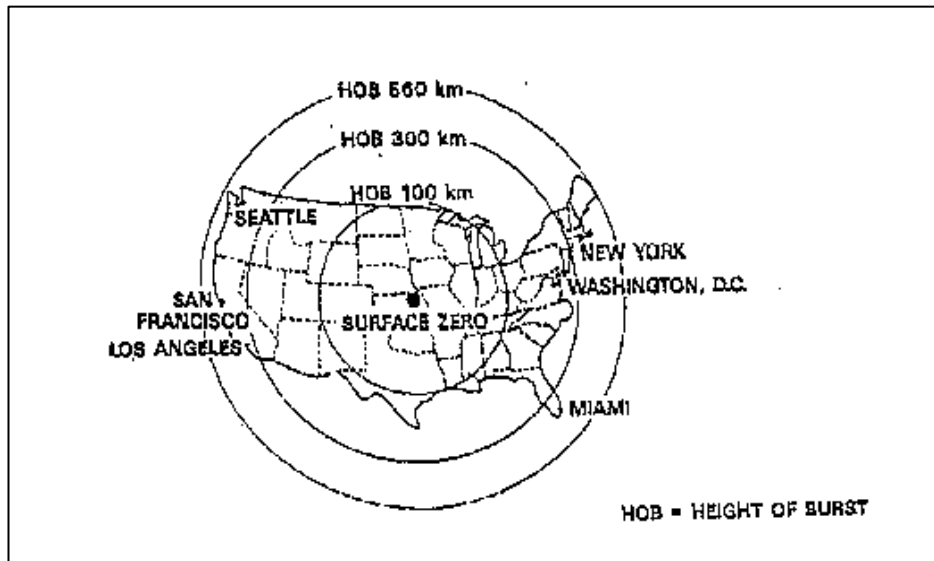 HOB 560 km
HOB 300 km
HOB 100 km
SEATTLE
NEW YORK
WASHINGTON, D.C.
SAN
FRANCISCO
SURFACE ZERO
LOS ANGELES
MIAMI
HOB = HEIGHT OF BURST